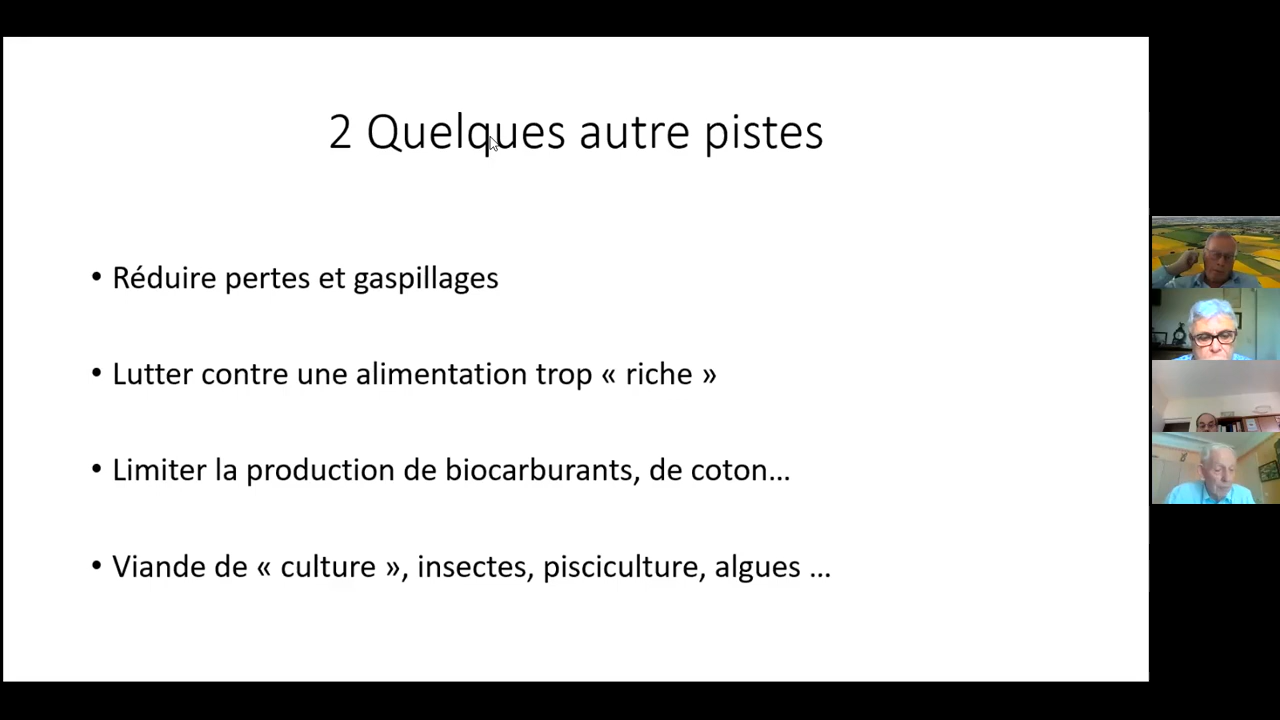 2 Quelques autre pistes
• Réduire pertes et gaspillages
• Lutter contre une alimentation trop « riche »
• Limiter la production de biocarburants, de coton...
• Viande de « culture », insectes, pisciculture, algues ...